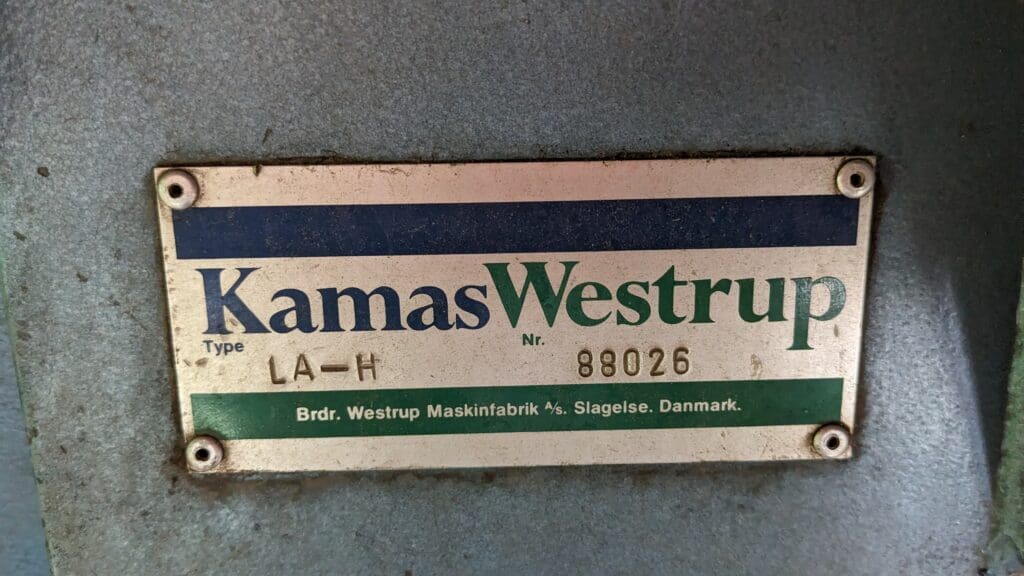 KamasWestrup
Type Nr.
LA-H 88026
Brdr. Westrup Maskinfabrik A/s. Slagelse. Danmark.